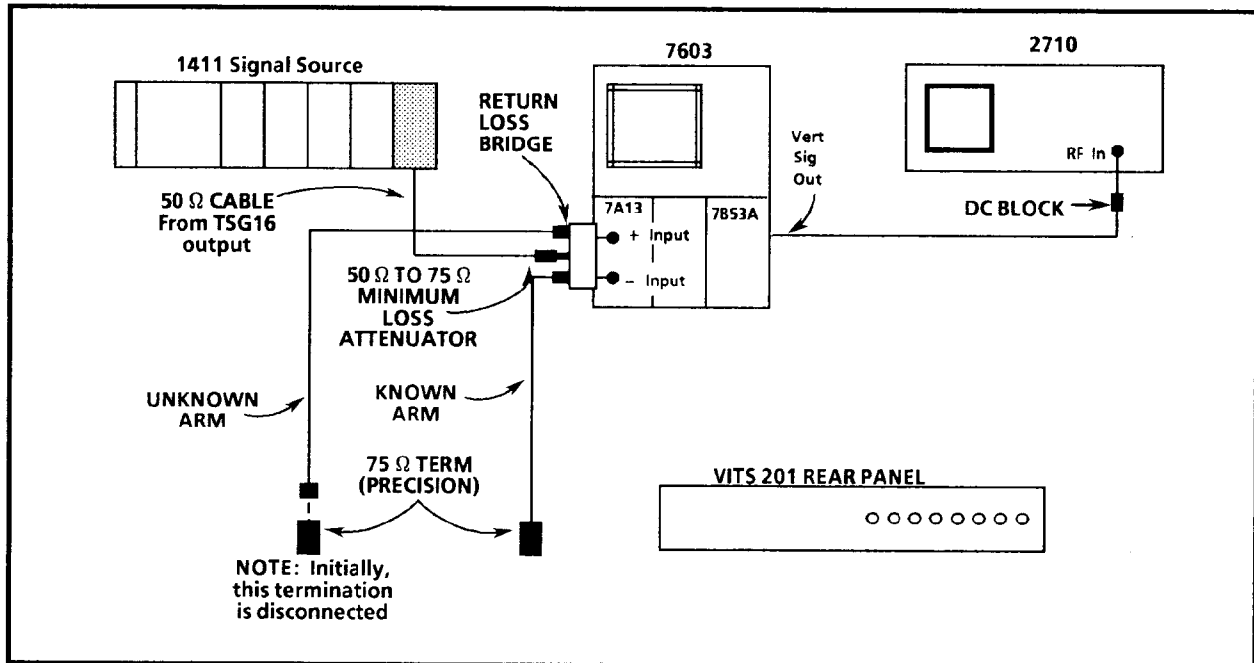 1411 Signal Source
7603
2710
RETURN
LOSS
BRIDGE
Vert
Sig
Out
RF In
50 Ω CABLE
From TSG16
output
7A13
7B53A
DC BLOCK
+ Input
- Input
50 Ω TO 75 Ω
MINIMUM
LOSS
ATTENUATOR
UNKNOWN
ARM
KNOWN
ARM
75 Ω TERM
(PRECISION)
VITS 201 REAR PANEL
NOTE: Initially,
this termination
is disconnected